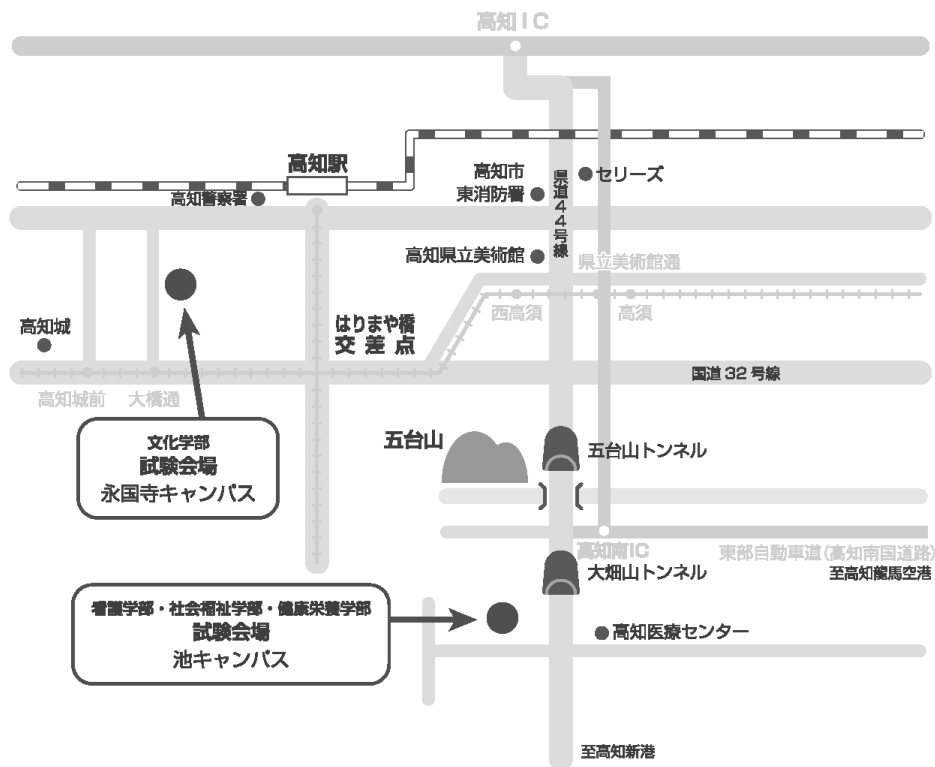 高知IC
高知駅
高知警察署
高知市
東消防署
県道44号線
セリーズ
高知県立美術館
県立美術館通
西高須
高須
はりまや橋
交差点
高知城
高知城前
大橋通
国道32号線
文化学部
試験会場
永国寺キャンパス
五台山
五台山トンネル
高知南IC
東部自動車道(高知南国道路)
至高知龍馬空港
大畑山トンネル
看護学部・社会福祉学部・健康栄養学部
試験会場
池キャンパス
高知医療センター
至高知新港